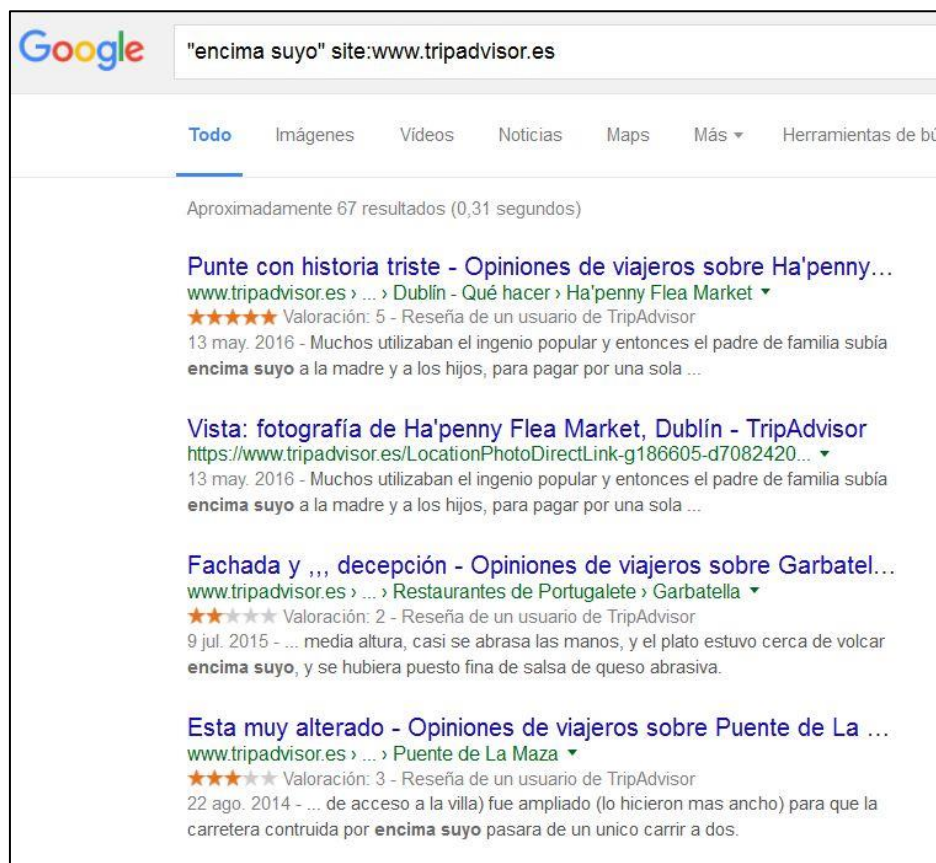 Google "encima suyo" site:www.tripadvisor.es
Todo Imágenes Vídeos Noticias Maps Más Herramientas de bú
Aproximadamente 67 resultados (0,31 segundos)
Punte con historia triste - Opiniones de viajeros sobre Ha'penny...
www.tripadvisor.es › ... › Dublín - Qué hacer › Ha'penny Flea Market
Valoración: 5 - Reseña de un usuario de TripAdvisor
13 may. 2016 - Muchos utilizaban el ingenio popular y entonces el padre de familia subía
encima suyo a la madre y a los hijos, para pagar por una sola ...
Vista: fotografía de Ha'penny Flea Market, Dublín - TripAdvisor
https://www.tripadvisor.es/LocationPhotoDirectLink-g186605-d7082420...
13 may. 2016 - Muchos utilizaban el ingenio popular y entonces el padre de familia subía
encima suyo a la madre y a los hijos, para pagar por una sola ...
Fachada y ,,, decepción - Opiniones de viajeros sobre Garbatel...
www.tripadvisor.es › ... › Restaurantes de Portugalete › Garbatella
Valoración: 2 - Reseña de un usuario de TripAdvisor
9 jul. 2015 - ... media altura, casi se abrasa las manos, y el plato estuvo cerca de volcar
encima suyo, y se hubiera puesto fina de salsa de queso abrasiva.
Esta muy alterado - Opiniones de viajeros sobre Puente de La ...
www.tripadvisor.es › ... › Puente de La Maza
Valoración: 3 - Reseña de un usuario de TripAdvisor
22 ago. 2014 - ... de acceso a la villa) fue ampliado (lo hicieron mas ancho) para que la
carretera contruida por encima suyo pasara de un unico carrir a dos.